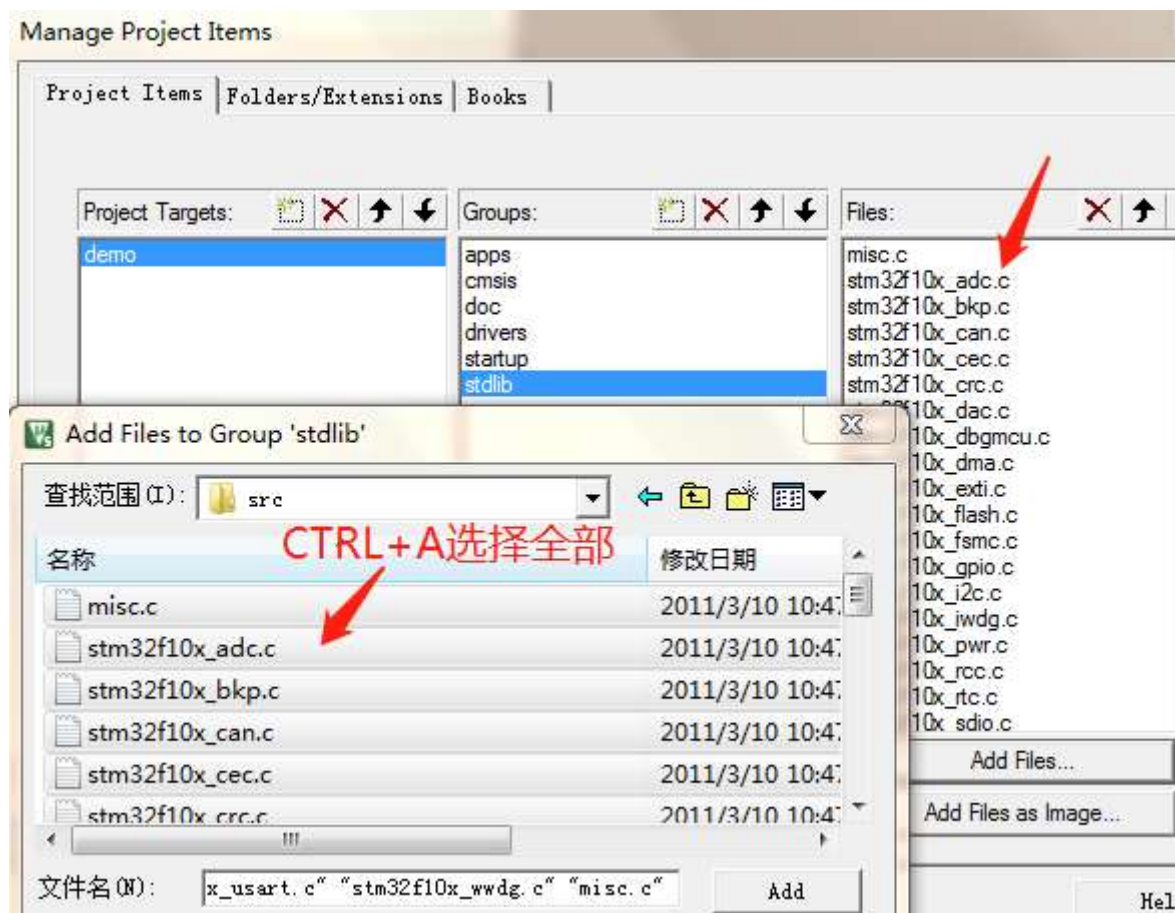 Manage Project Items
Project Items Folders/Extensions Books
Project Targets: Groups: Files:
demo
apps
cmsis
doc
drivers
startup
stdlib
misc.c
stm32f10x_adc.c
stm32f10x_bkp.c
stm32f10x_can.c
stm32f10x_cec.c
stm32f10x_crc.c
10x_dac.c
10x_dbgmcu.c
10x_dma.c
10x_exti.c
10x_flash.c
10x_fsmc.c
10x_gpio.c
10x_i2c.c
10x_iwdg.c
10x_pwr.c
10x_rcc.c
10x_rtc.c
10x_sdio.c
Add Files...
Add Files as Image...
Hel
Add Files to Group 'stdlib'
查找范围(I): src
CTRL+A选择全部
名称 修改日期
misc.c 2011/3/10 10:47
stm32f10x_adc.c 2011/3/10 10:47
stm32f10x_bkp.c 2011/3/10 10:47
stm32f10x_can.c 2011/3/10 10:47
stm32f10x_cec.c 2011/3/10 10:47
stm32f10x_crc.c 2011/3/10 10:47
文件名(N): x_usart.c" "stm32f10x_wwdg.c" "misc.c" Add